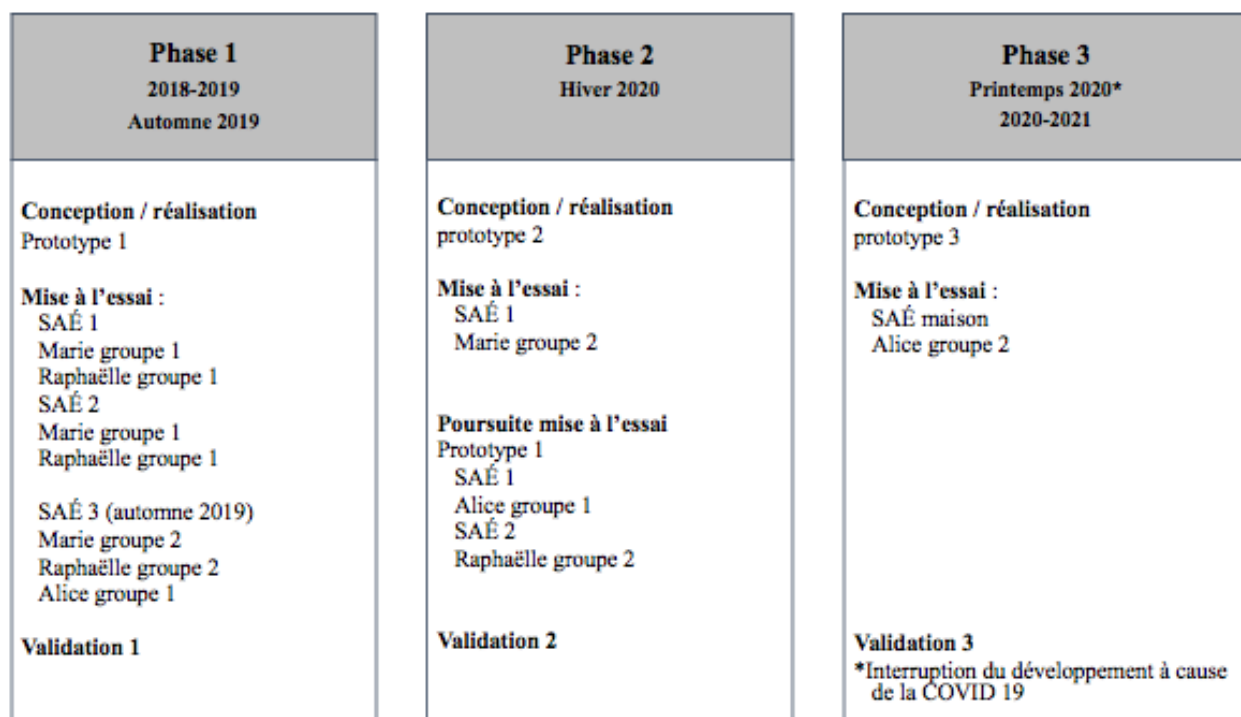 Phase 1
2018-2019
Automne 2019
Conception / réalisation
Prototype 1
Mise à l'essai :
SAÉ 1
Marie groupe 1
Raphaëlle groupe 1
SAÉ 2
Marie groupe 1
Raphaëlle groupe 1
SAÉ 3 (automne 2019)
Marie groupe 2
Raphaëlle groupe 2
Alice groupe 1
Validation 1
Phase 2
Hiver 2020
Conception / réalisation
prototype 2
Mise à l'essai :
SAÉ 1
Marie groupe 2
Poursuite mise à l'essai
Prototype 1
SAÉ 1
Alice groupe 1
SAÉ 2
Raphaëlle groupe 2
Validation 2
Phase 3
Printemps 2020*
2020-2021
Conception / réalisation
prototype 3
Mise à l'essai :
SAÉ maison
Alice groupe 2
Validation 3
*Interruption du développement à cause
de la COVID 19